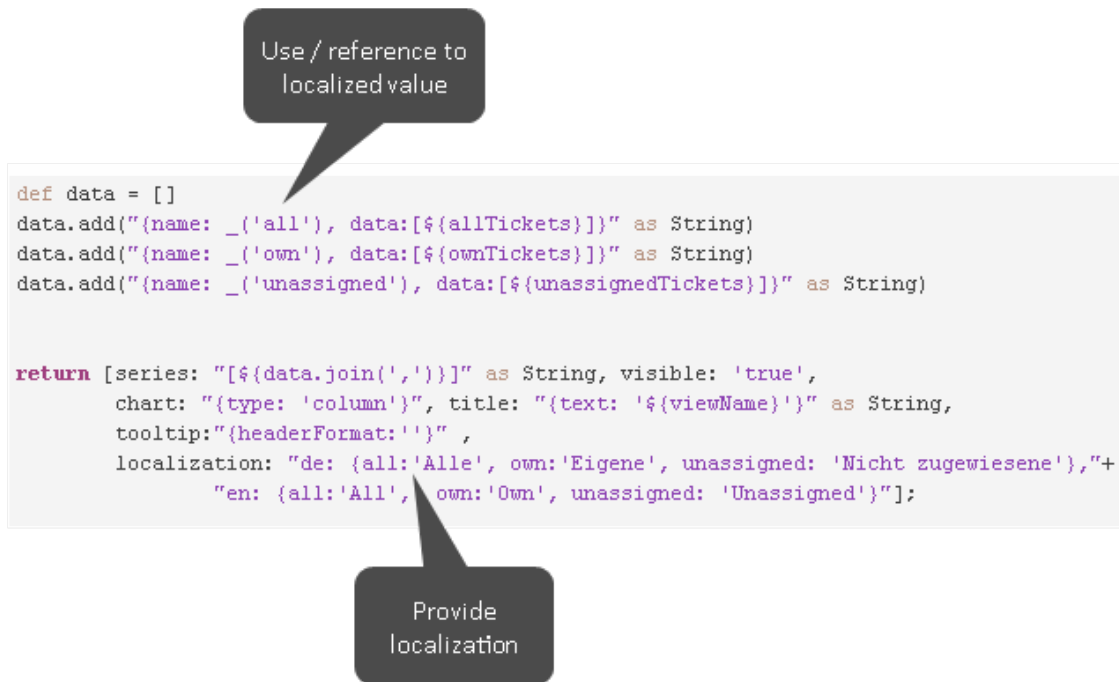 Use / reference to
localized value
def data = []
data.add("{name: _('all'), data:[${allTickets}]}" as String)
data.add("{name: _('own'), data:[${ownTickets}]}" as String)
data.add("{name: _('unassigned'), data:[${unassignedTickets}]}" as String)
return [series: "[${data.join(',')}]" as String, visible: 'true',
chart: "{type: 'column'}", title: "{text: '${viewName}'}" as String,
tooltip:"{headerFormat:''}" ,
localization: "de: {all:'Alle', own:'Eigene', unassigned: 'Nicht zugewiesene'},"+
"en: {all:'All', own:'Own', unassigned: 'Unassigned'}"];
Provide
localization